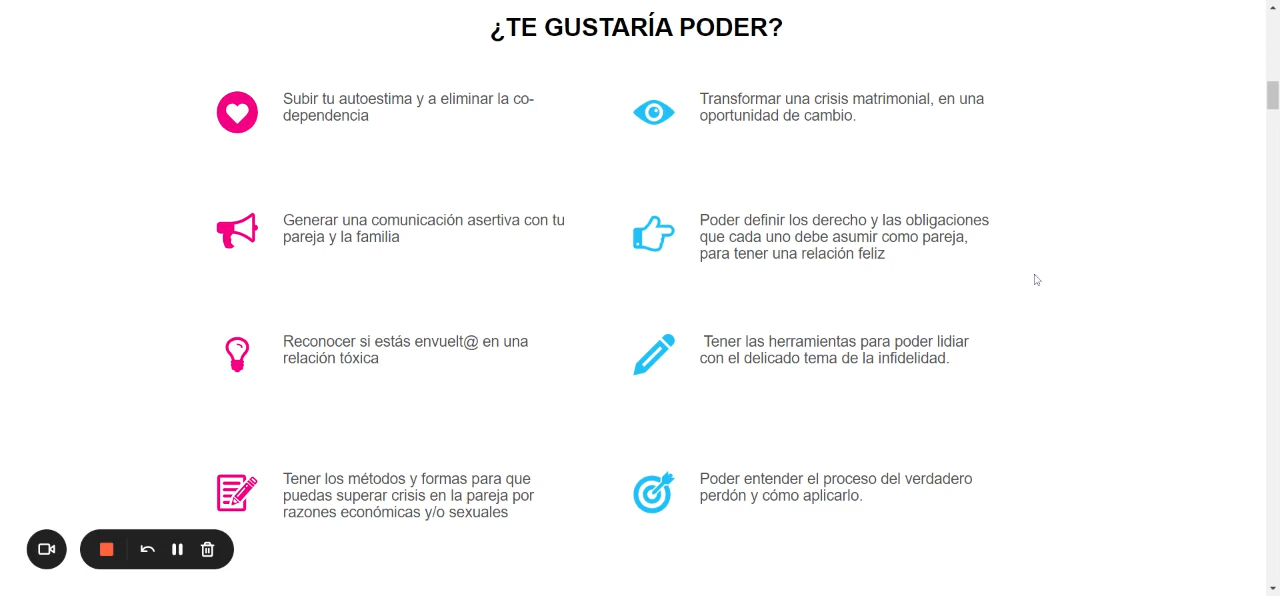 ¿TE GUSTARÍA PODER?
Subir tu autoestima y a eliminar la co-
dependencia
Transformar una crisis matrimonial, en una
oportunidad de cambio.
Generar una comunicación asertiva con tu
pareja y la familia
Poder definir los derecho y las obligaciones
que cada uno debe asumir como pareja,
para tener una relación feliz
Reconocer si estás envuelt@ en una
relación tóxica
Tener las herramientas para poder lidiar
con el delicado tema de la infidelidad.
Tener los métodos y formas para que
puedas superar crisis en la pareja por
razones económicas y/o sexuales
Poder entender el proceso del verdadero
perdón y cómo aplicarlo.